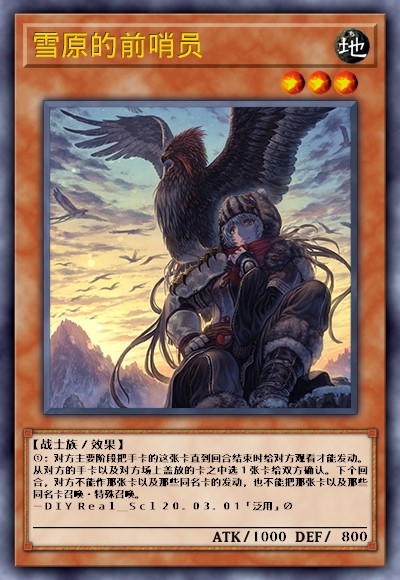 雪原的前哨员
地
【战士族/效果】
①：对方主要阶段把手卡的这张卡直到回合结束时给对方观看才能发动。
从对方的手卡以及对方场上盖放的卡之中选1张卡给双方确认。下个回
合，对方不能作那张卡以及那些同名卡的发动，也不能把那张卡以及那些
同名卡召唤·特殊召唤。
－DIYReal＿Scl20.03.01「泛用」∅
ATK/1000 DEF/ 800